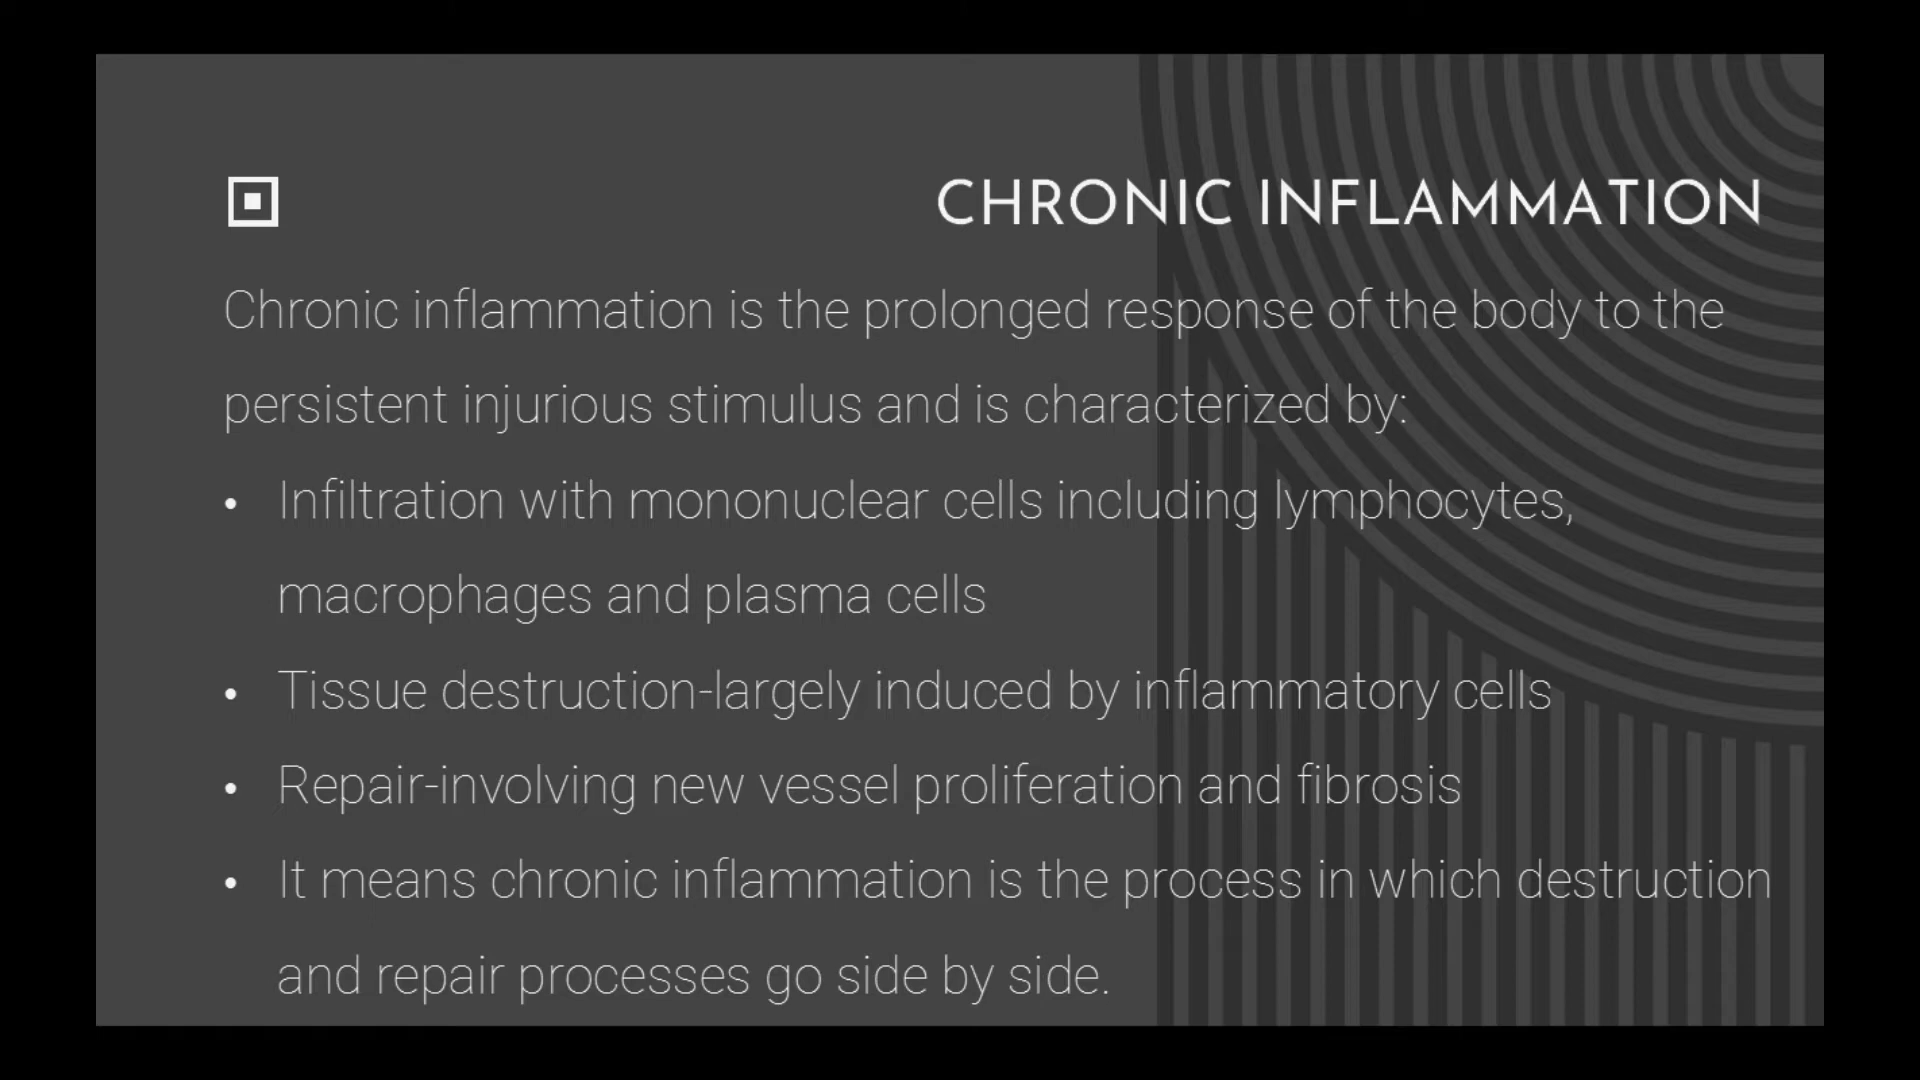 CHRONIC INFLAMMATION
Chronic inflammation is the prolonged response of the body to the
persistent injurious stimulus and is characterized by:
• Infiltration with mononuclear cells including lymphocytes,
macrophages and plasma cells
• Tissue destruction-largely induced by inflammatory cells
• Repair-involving new vessel proliferation and fibrosis
• It means chronic inflammation is the process in which destruction
and repair processes go side by side.